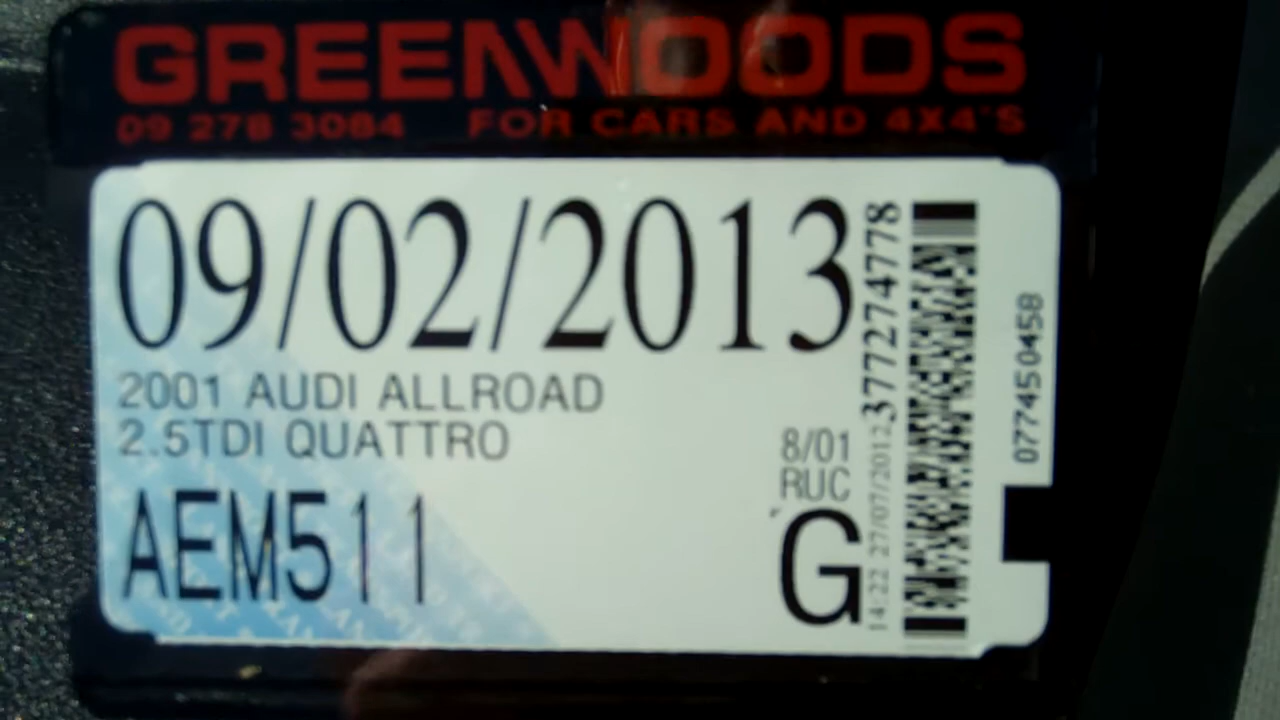 GREENWOODS
09 278 3084 FOR CARS AND 4X4'S
09/02/2013
2001 AUDI ALLROAD
2.5TDI QUATTRO
AEM511
8/01
RUC
G
14:22 27/07/2012
377274778
077450458